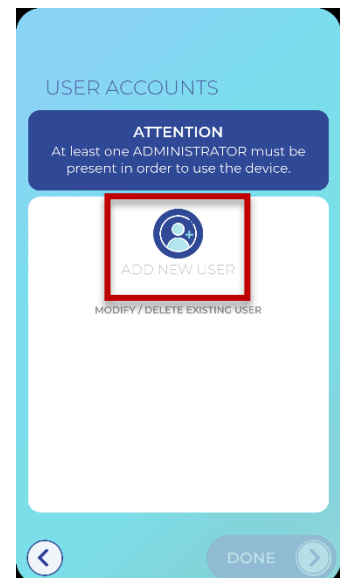 USER ACCOUNTS
ATTENTION
At least one ADMINISTRATOR must be
present in order to use the device.
ADD NEW USER
MODIFY / DELETE EXISTING USER
DONE